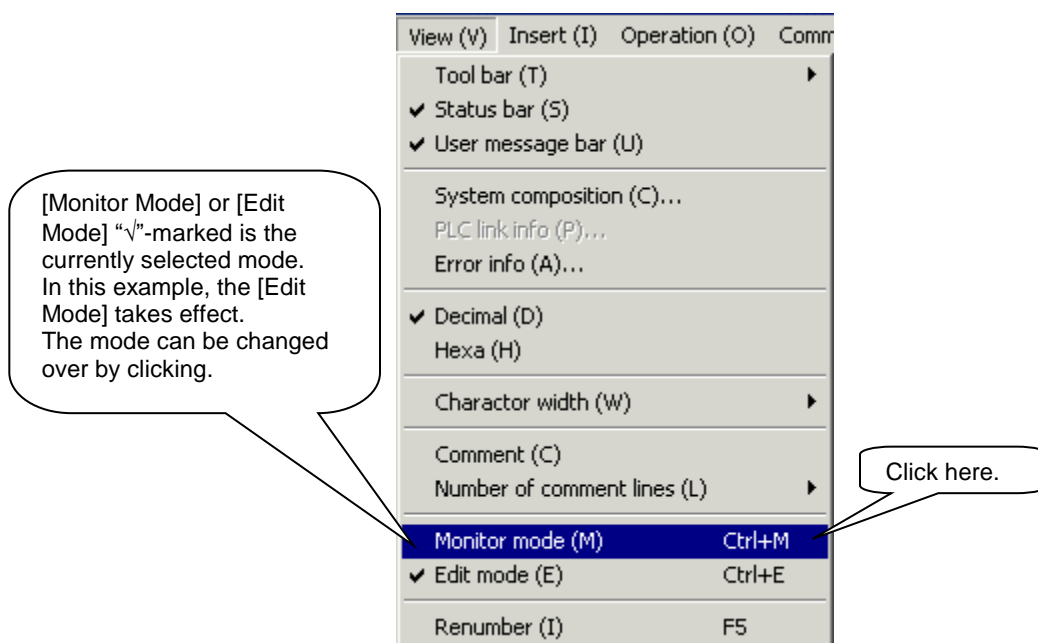 View (V) Insert (I) Operation (O) Comm
Tool bar (T)
✔ Status bar (S)
✔ User message bar (U)
System composition (C)...
PLC link info (P)...
Error info (A)...
✔ Decimal (D)
Hexa (H)
Charactor width (W)
Comment (C)
Number of comment lines (L)
Monitor mode (M) Ctrl+M
✔ Edit mode (E) Ctrl+E
Renumber (I) F5
[Monitor Mode] or [Edit
Mode] “√”-marked is the
currently selected mode.
In this example, the [Edit
Mode] takes effect.
The mode can be changed
over by clicking.
Click here.